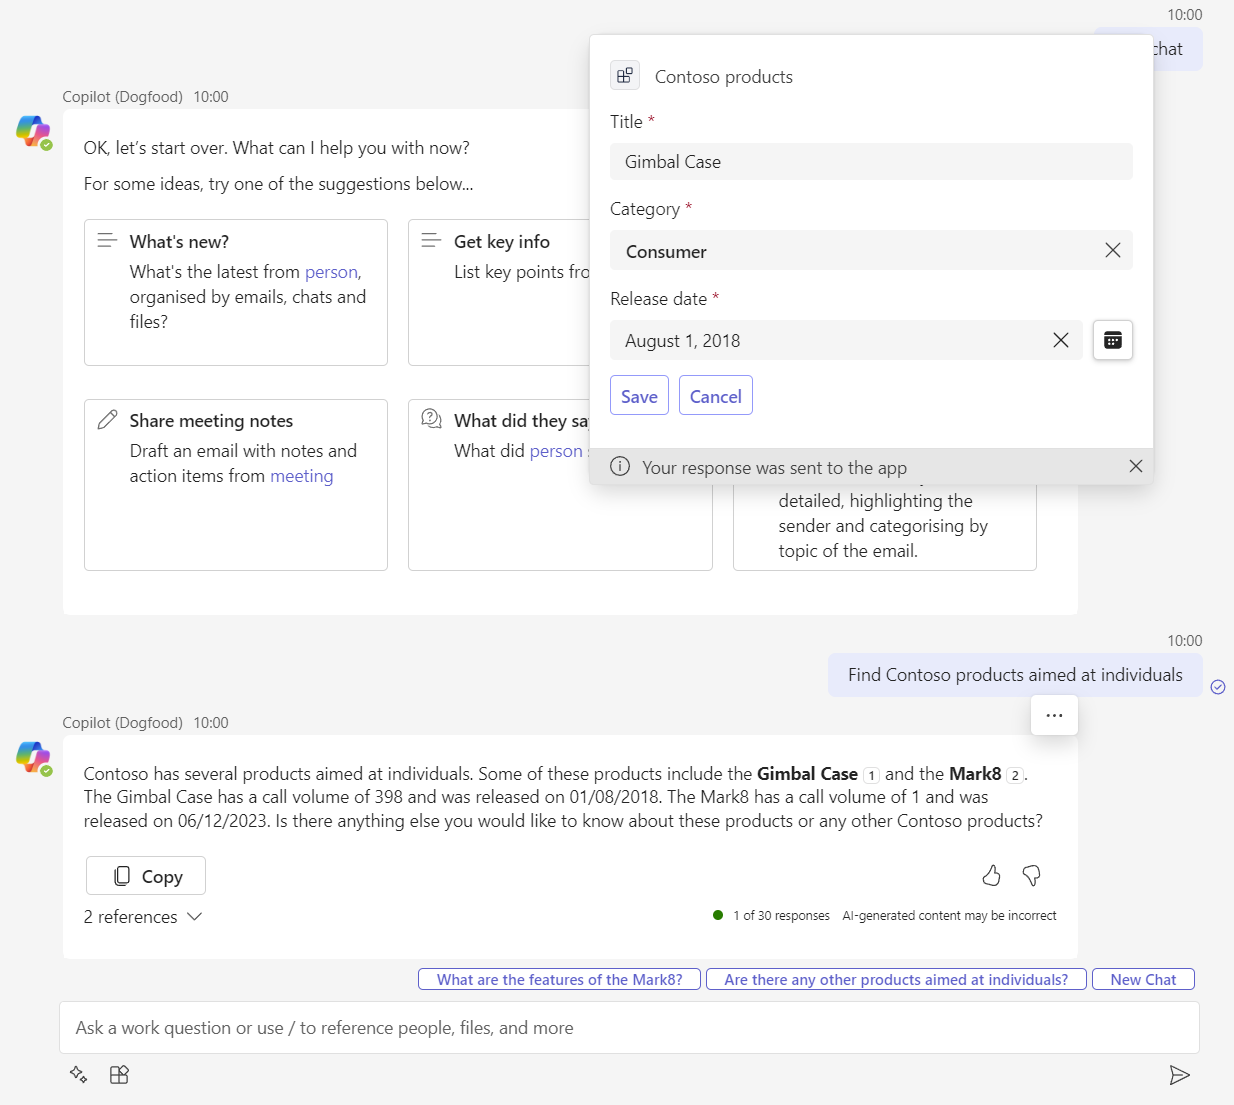 10:00
chat
Copilot (Dogfood) 10:00
OK, let's start over. What can I help you with now?
For some ideas, try one of the suggestions below...
What's new?
What's the latest from person,
organised by emails, chats and
files?
Get key info
List key points
Share meeting notes
Draft an email with notes and
action items from meeting
What did they
What did person
detailed, highlighting the
sender and categorising by
topic of the email.
Contoso products
Title *
Gimbal Case
Category *
Consumer
Release date *
August 1, 2018
Save
Cancel
Your response was sent to the app
10:00
Find Contoso products aimed at individuals
Copilot (Dogfood) 10:00
Contoso has several products aimed at individuals. Some of these products include the Gimbal Case 1 and the Mark8 2.
The Gimbal Case has a call volume of 398 and was released on 01/08/2018. The Mark8 has a call volume of 1 and was
released on 06/12/2023. Is there anything else you would like to know about these products or any other Contoso products?
Copy
2 references
1 of 30 responses AI-generated content may be incorrect
What are the features of the Mark8?
Are there any other products aimed at individuals?
New Chat
Ask a work question or use / to reference people, files, and more